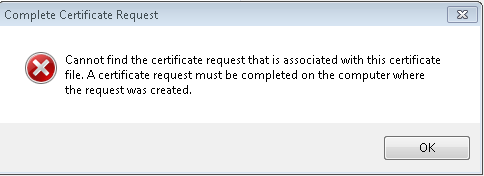 Complete Certificate Request
Cannot find the certificate request that is associated with this certificate
file. A certificate request must be completed on the computer where
the request was created.
OK